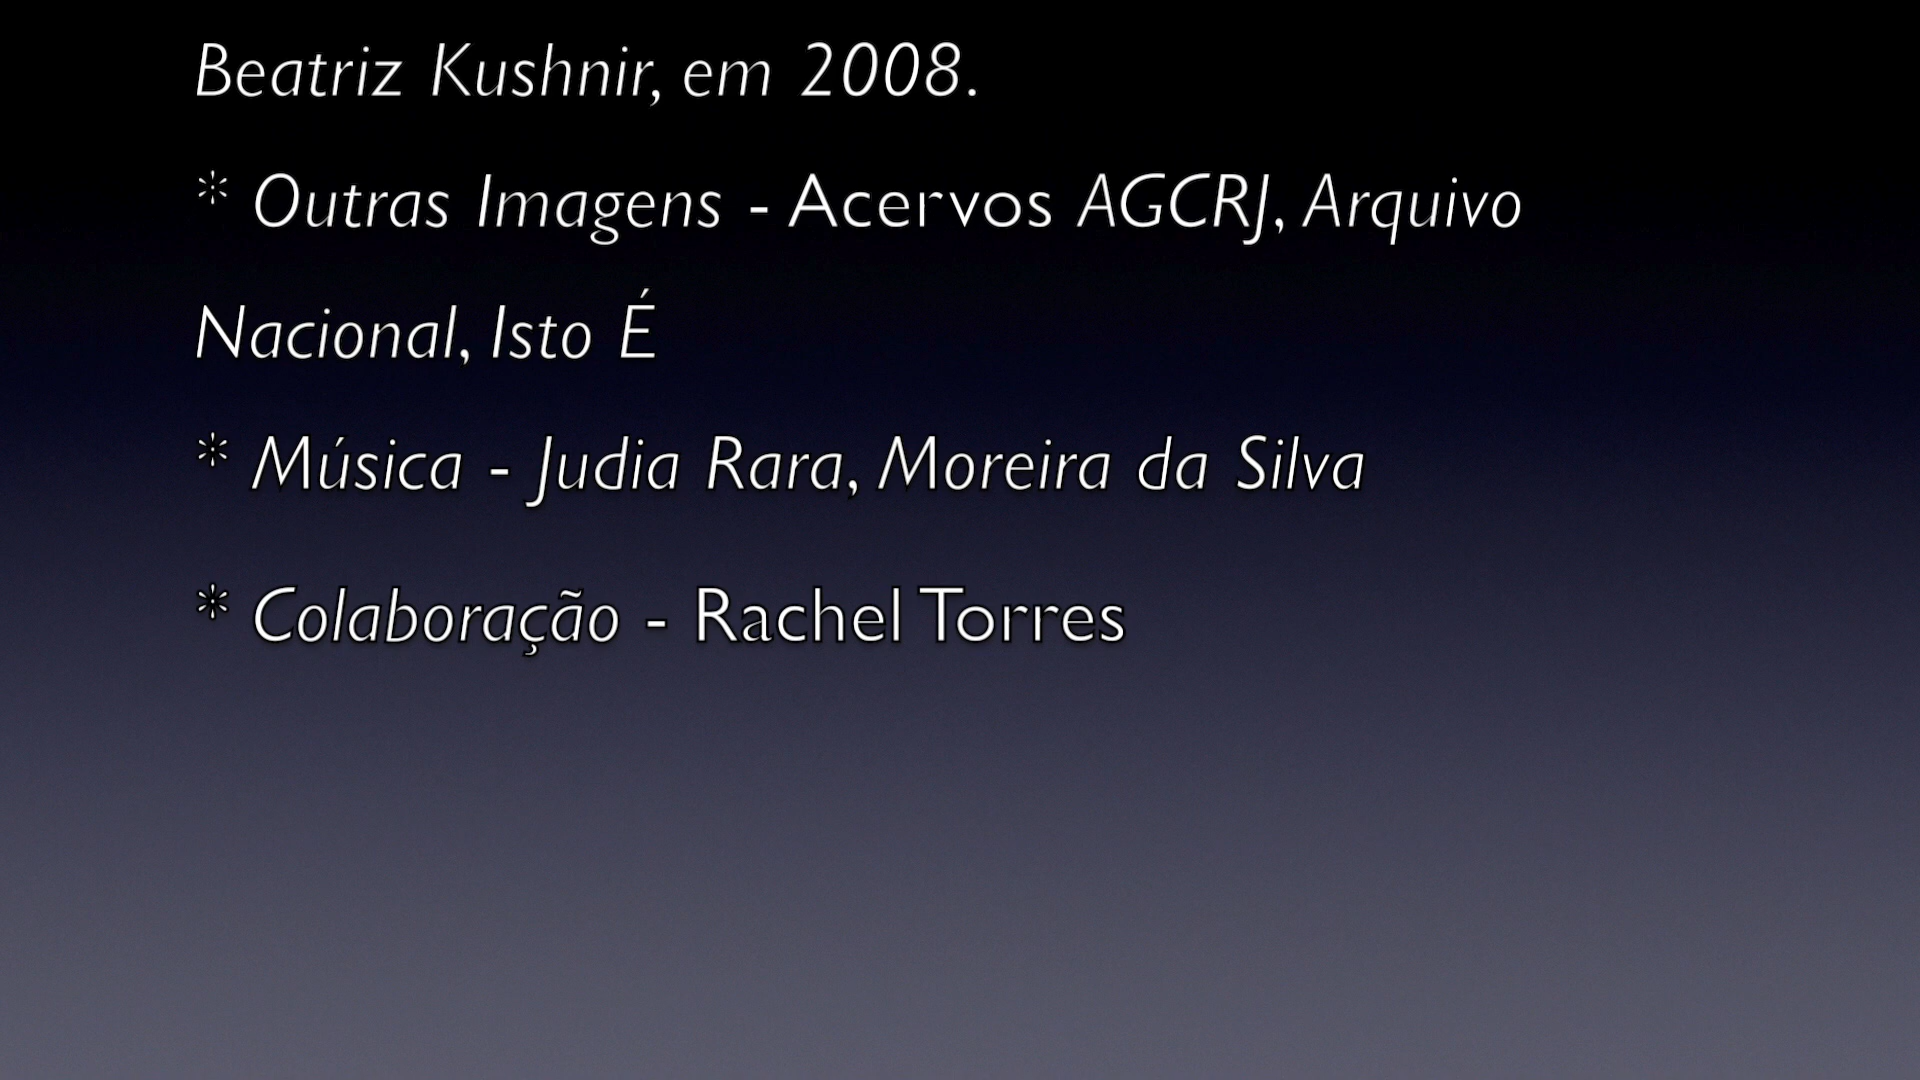 Beatriz Kushnir, em 2008.
* Outras Imagens - Acervos AGCRJ, Arquivo
Nacional, Isto É
* Música - Judia Rara, Moreira da Silva
* Colaboração - Rachel Torres